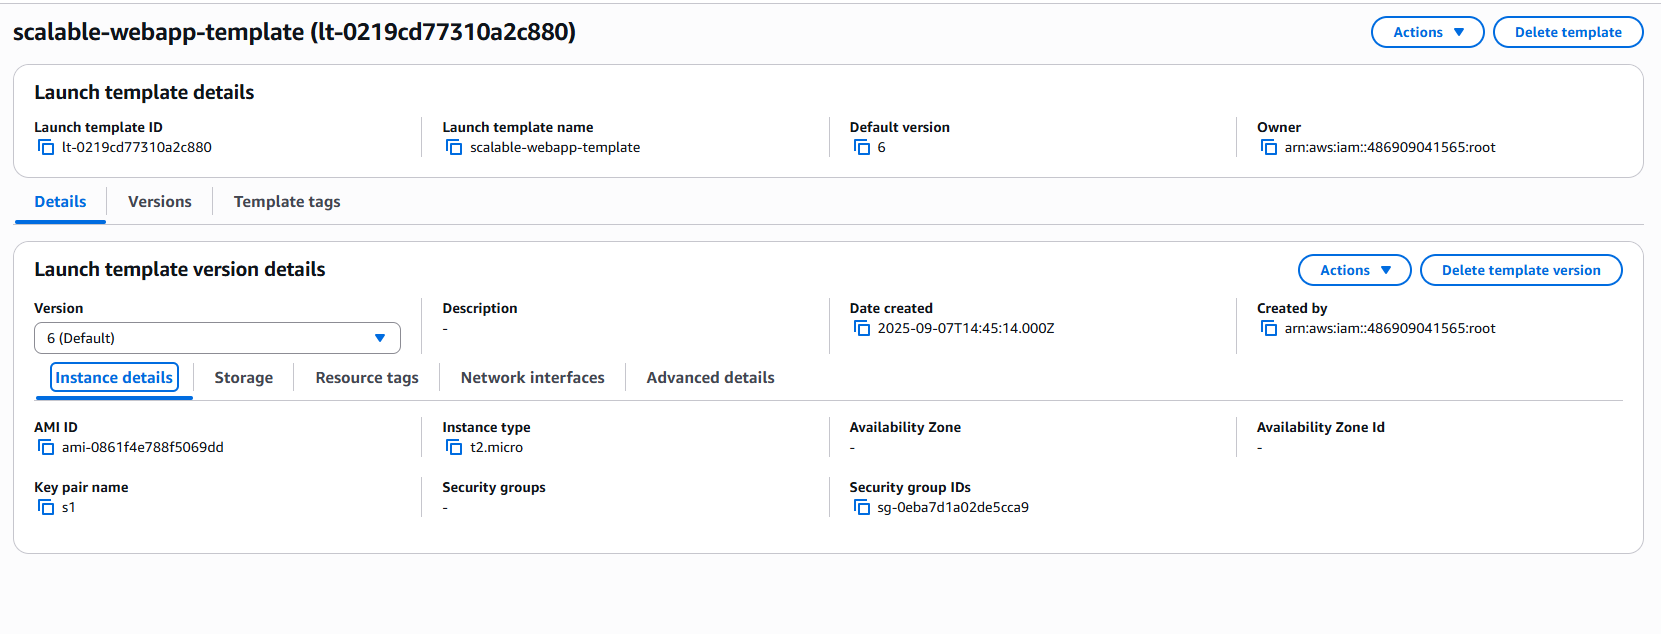 scalable-webapp-template (lt-0219cd77310a2c880)
Actions
Delete template
Launch template details
Launch template ID
lt-0219cd77310a2c880
Launch template name
scalable-webapp-template
Default version
6
Owner
arn:aws:iam::486909041565:root
Details
Versions
Template tags
Launch template version details
Actions
Delete template version
Version
6 (Default)
Description
-
Date created
2025-09-07T14:45:14.000Z
Created by
arn:aws:iam::486909041565:root
Instance details
Storage
Resource tags
Network interfaces
Advanced details
AMI ID
ami-0861f4e788f5069dd
Instance type
t2.micro
Availability Zone
-
Availability Zone Id
-
Key pair name
s1
Security groups
-
Security group IDs
sg-0eba7d1a02de5cca9